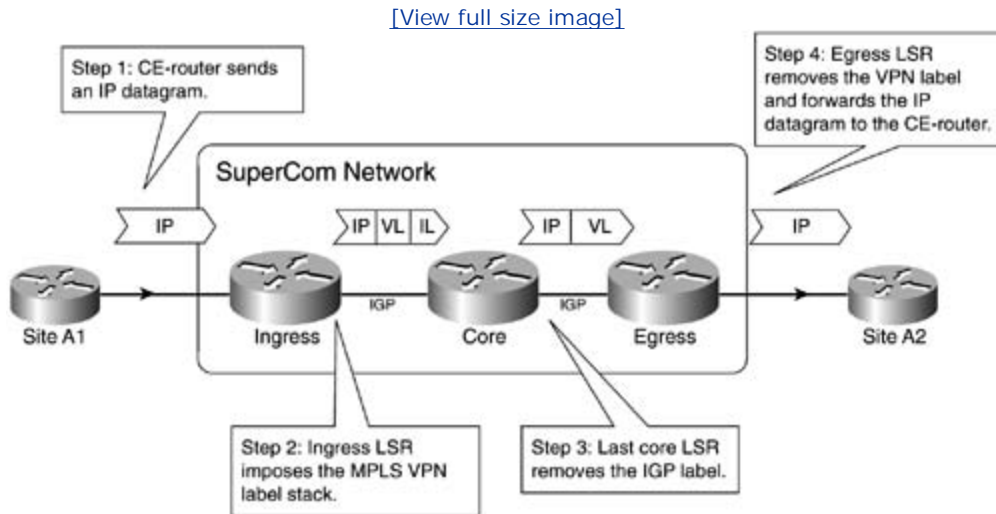 [View full size image]
Step 1: CE-router sends
an IP datagram.
Step 4: Egress LSR
removes the VPN label
and forwards the IP
datagram to the CE-router.
SuperCom Network
IP
IP VL IL
IP VL
IP
IGP
IGP
Site A1
Ingress
Core
Egress
Site A2
Step 2: Ingress LSR
imposes the MPLS VPN
label stack.
Step 3: Last core LSR
removes the IGP label.